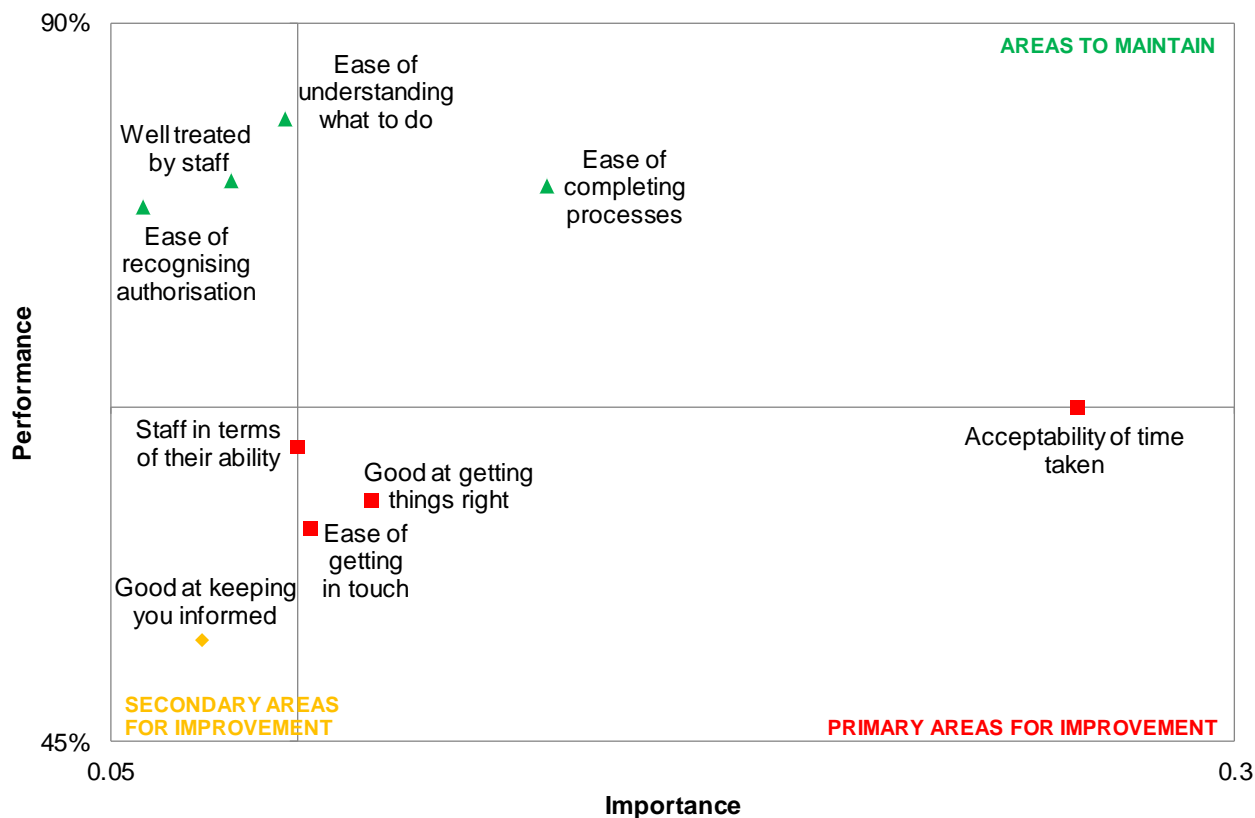 90%
AREAS TO MAINTAIN
Ease of
understanding
what to do
Well treated
by staff
Ease of
completing
processes
Ease of
recognising
authorisation
Performance
Staff in terms
of their ability
Acceptability of time
taken
Good at getting
things right
Ease of
getting
in touch
Good at keeping
you informed
SECONDARY AREAS
FOR IMPROVEMENT
PRIMARY AREAS FOR IMPROVEMENT
45%
0.05
0.3
Importance